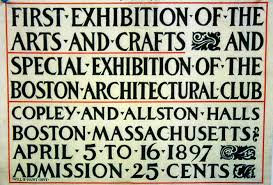 FIRST·EXHIBITION·OF·THE
ARTS·AND·CRAFTS·AND
SPECIAL·EXHIBITION·OF·THE
BOSTON·ARCHITECTURAL·CLUB
COPLEY·AND·ALLSTON·HALLS
BOSTON·MASSACHUSETTS:
APRIL·5·TO·16·1897
ADMISSION·25·CENTS